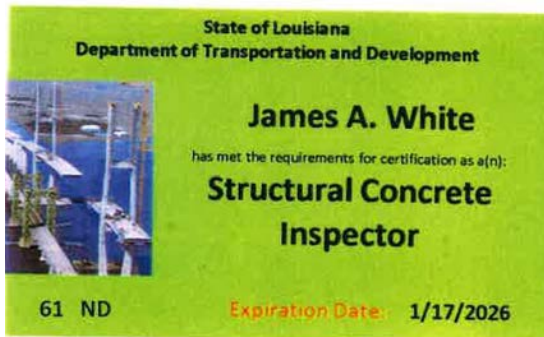 State of Louisiana
Department of Transportation and Development
James A. White
has met the requirements for certification as a(n):
Structural Concrete
Inspector
61 ND Expiration Date: 1/17/2026